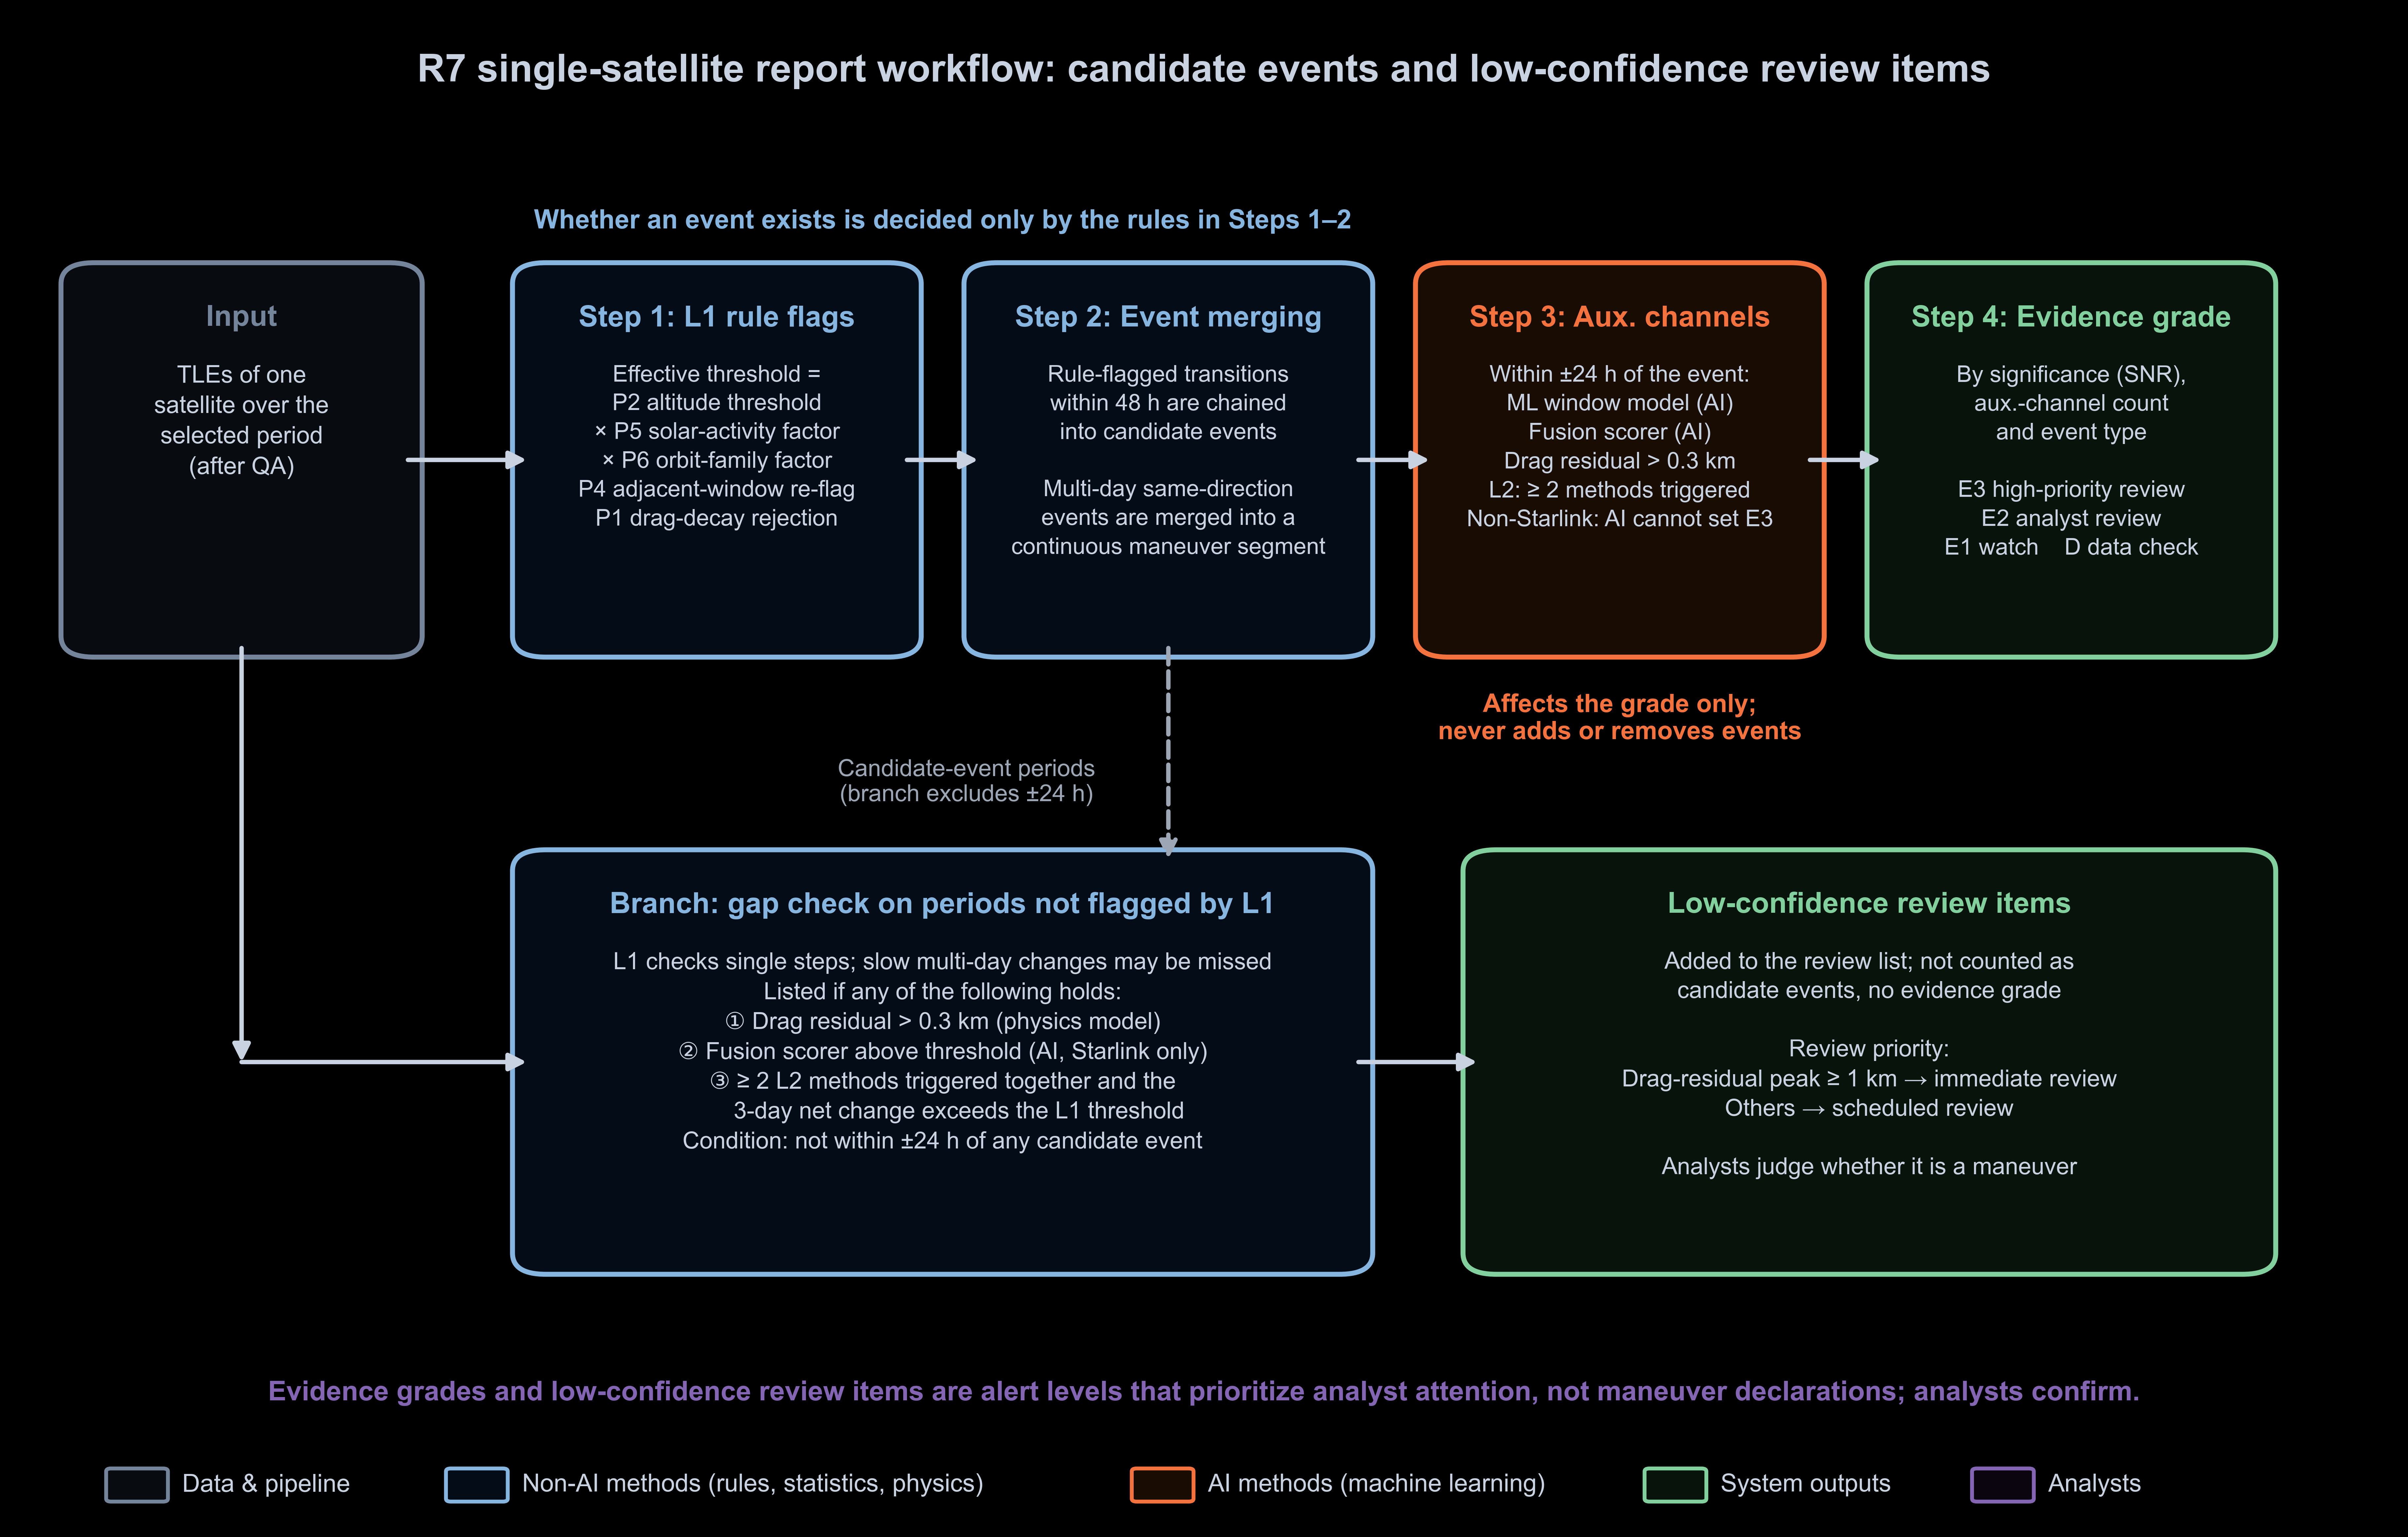 R7 single-satellite report workflow: candidate events and low-confidence review items
Whether an event exists is decided only by the rules in Steps 1–2
Input
TLEs of one
satellite over the
selected period
(after QA)
Step 1: L1 rule flags
Effective threshold =
P2 altitude threshold
× P5 solar-activity factor
× P6 orbit-family factor
P4 adjacent-window re-flag
P1 drag-decay rejection
Step 2: Event merging
Rule-flagged transitions
within 48 h are chained
into candidate events
Multi-day same-direction
events are merged into a
continuous maneuver segment
Step 3: Aux. channels
Within ±24 h of the event:
ML window model (AI)
Fusion scorer (AI)
Drag residual > 0.3 km
L2: ≥ 2 methods triggered
Non-Starlink: AI cannot set E3
Step 4: Evidence grade
By significance (SNR),
aux.-channel count
and event type
E3 high-priority review
E2 analyst review
E1 watch    D data check
Affects the grade only;
never adds or removes events
Candidate-event periods
(branch excludes ±24 h)
Branch: gap check on periods not flagged by L1
L1 checks single steps; slow multi-day changes may be missed
Listed if any of the following holds:
① Drag residual > 0.3 km (physics model)
② Fusion scorer above threshold (AI, Starlink only)
③ ≥ 2 L2 methods triggered together and the
3-day net change exceeds the L1 threshold
Condition: not within ±24 h of any candidate event
Low-confidence review items
Added to the review list; not counted as
candidate events, no evidence grade
Review priority:
Drag-residual peak ≥ 1 km → immediate review
Others → scheduled review
Analysts judge whether it is a maneuver
Evidence grades and low-confidence review items are alert levels that prioritize analyst attention, not maneuver declarations; analysts confirm.
Data & pipeline
Non-AI methods (rules, statistics, physics)
AI methods (machine learning)
System outputs
Analysts